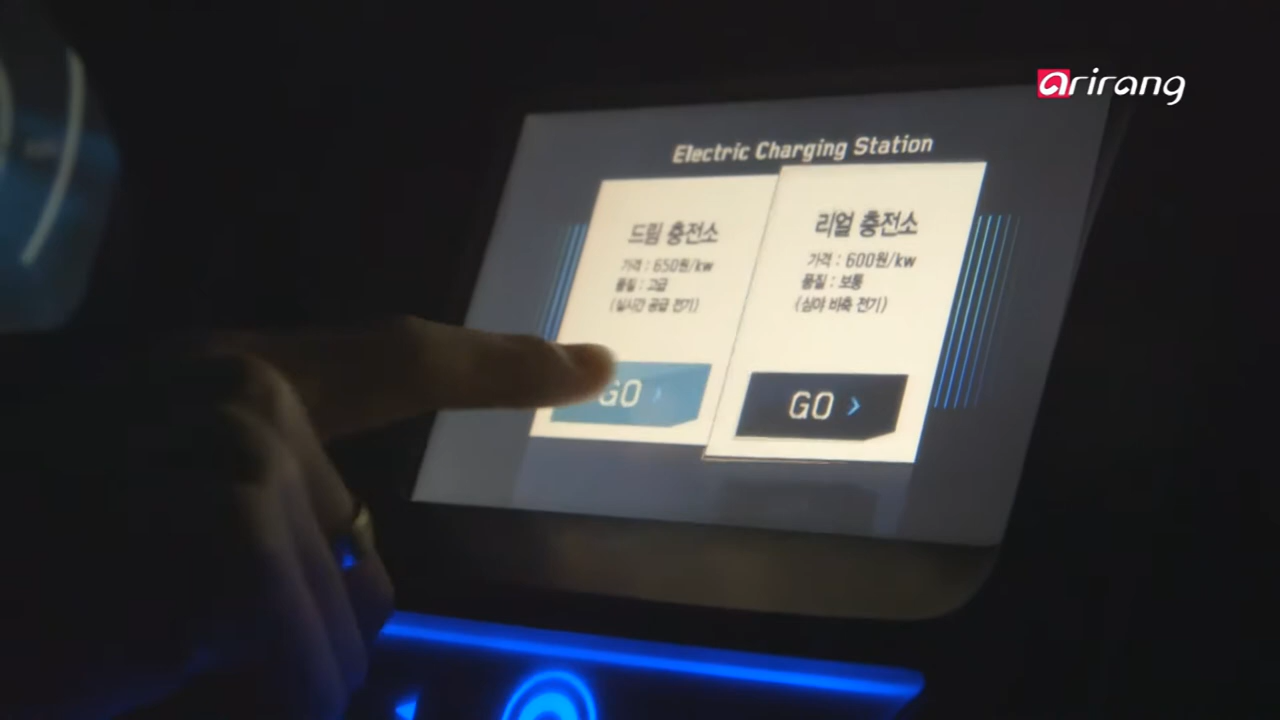 arirang
Electric Charging Station
드림 충전소
가격 : 650원/kw
품질 : 고급
(실시간 공급 전기)
GO
리얼 충전소
가격 : 600원/kw
품질 : 보통
(심야 비축 전기)
GO